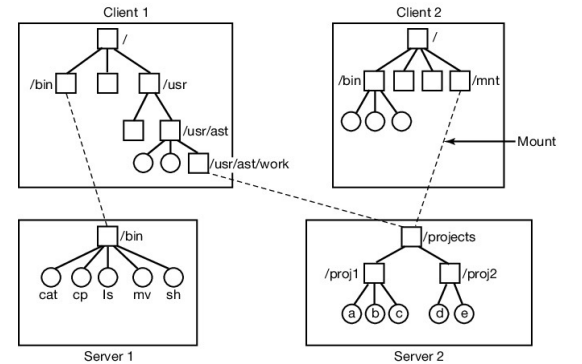 Client 1
Client 2
/
/
/bin
/usr
/bin
/mnt
/usr/ast
Mount
/usr/ast/work
/bin
/projects
/proj1
/proj2
cat cp ls mv sh
a b c d e
Server 1
Server 2